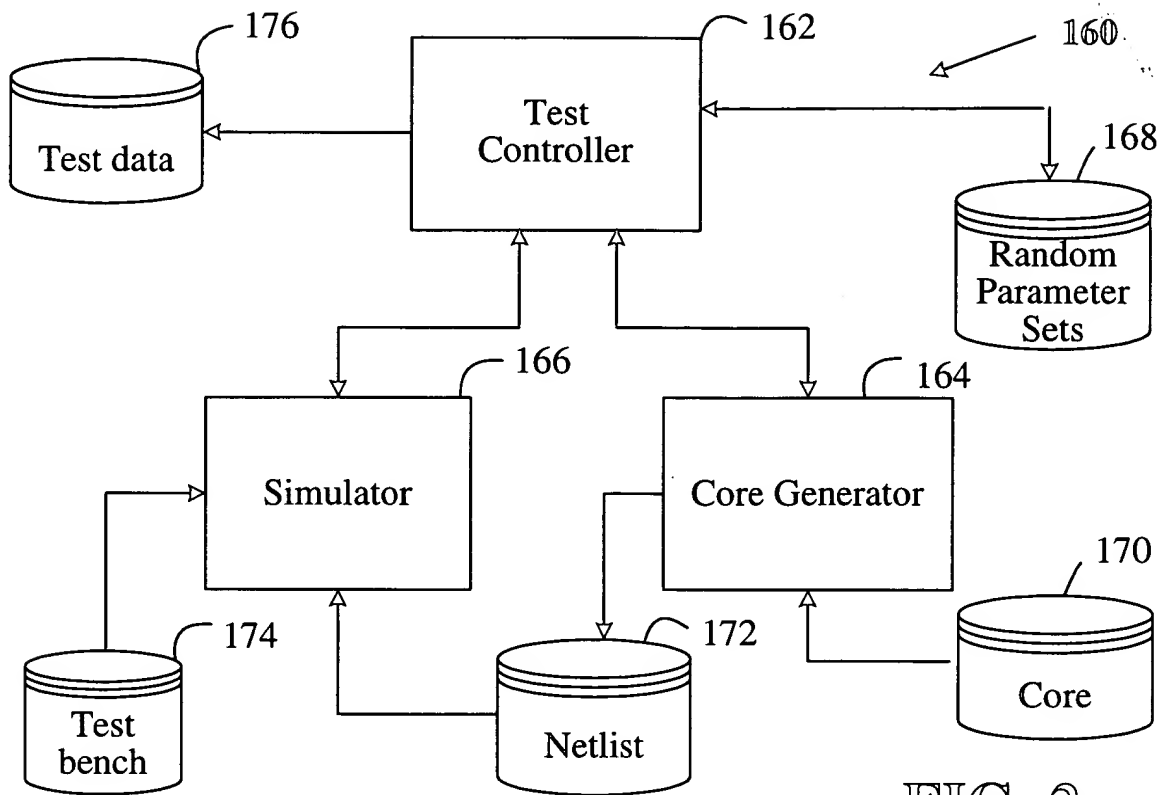 176
162
160
Test data
Test
Controller
168
Random
Parameter
Sets
166
164
Simulator
Core Generator
170
174
172
Test
bench
Netlist
Core